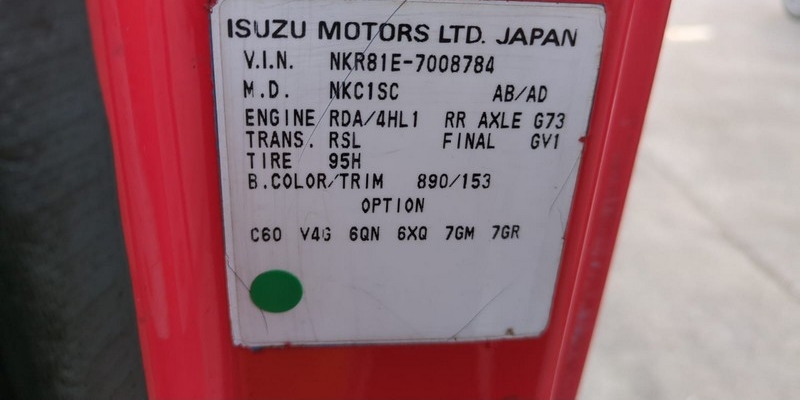 ISUZU MOTORS LTD. JAPAN
V.I.N. NKR81E-7008784
M.D. NKC1SC AB/AD
ENGINE RDA/4HL1 RR AXLE G73
TRANS. RSL FINAL GV1
TIRE 95H
B.COLOR/TRIM 890/153
OPTION
C60 V4G 6QN 6XQ 7GM 7GR